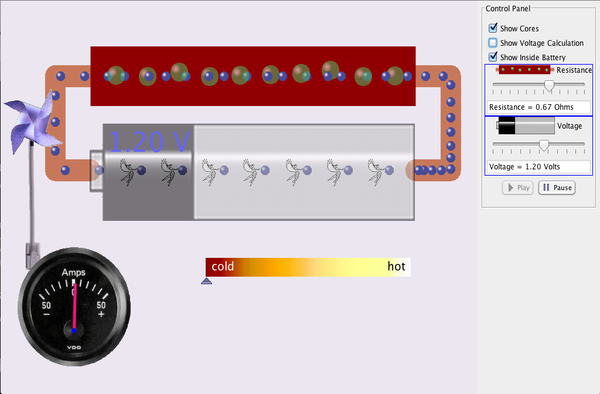 Control Panel
Show Cores
Show Voltage Calculation
Show Inside Battery
Resistance
Resistance = 0.67 Ohms
Voltage
Voltage = 1.20 Volts
Play
Pause
1.20 V
cold
hot
Amps
0
50
50
−
+
VDO